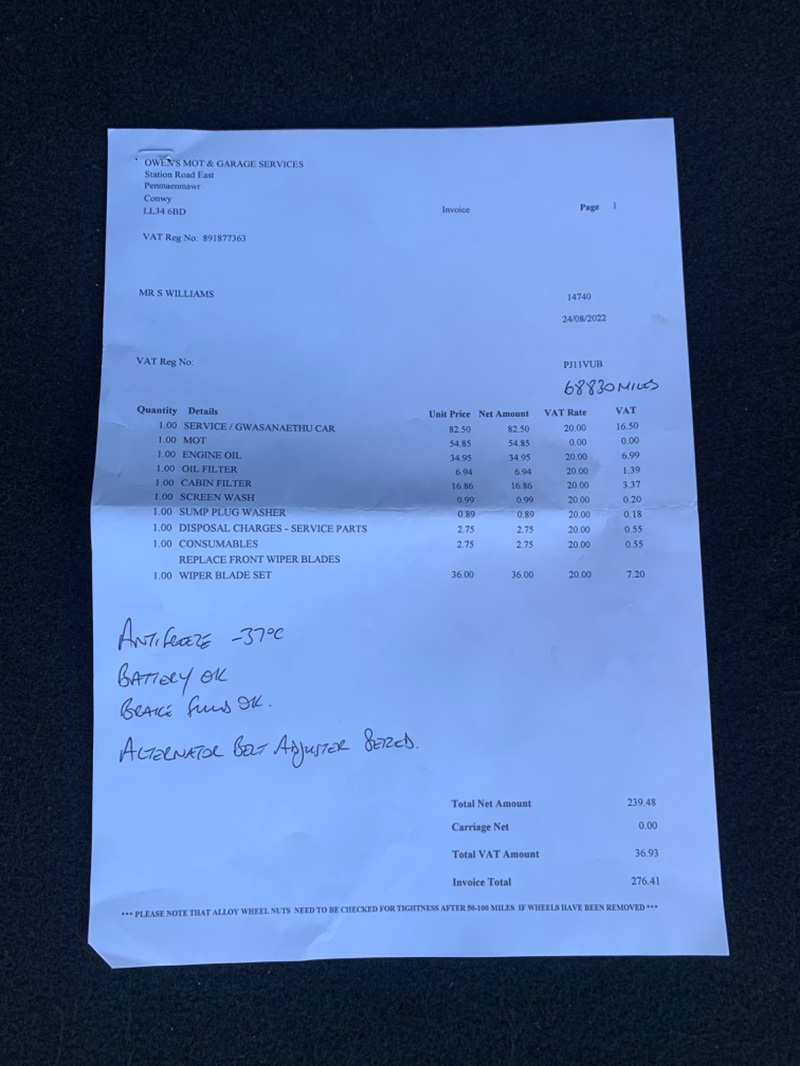 OWEN'S MOT & GARAGE SERVICES
Station Road East
Penmaenmawr
Conwy
LL34 6BD
Invoice Page 1
VAT Reg No: 891877363
MR S WILLIAMS
14740
24/08/2022
VAT Reg No:
PJ11VUB
68830 MILES
Quantity Details Unit Price Net Amount VAT Rate VAT
1.00 SERVICE / GWASANAETHU CAR 82.50 82.50 20.00 16.50
1.00 MOT 54.85 54.85 0.00 0.00
1.00 ENGINE OIL 34.95 34.95 20.00 6.99
1.00 OIL FILTER 6.94 6.94 20.00 1.39
1.00 CABIN FILTER 16.86 16.86 20.00 3.37
1.00 SCREEN WASH 0.99 0.99 20.00 0.20
1.00 SUMP PLUG WASHER 0.89 0.89 20.00 0.18
1.00 DISPOSAL CHARGES - SERVICE PARTS 2.75 2.75 20.00 0.55
1.00 CONSUMABLES 2.75 2.75 20.00 0.55
REPLACE FRONT WIPER BLADES
1.00 WIPER BLADE SET 36.00 36.00 20.00 7.20
ANTIFREEZE -37°C
BATTERY OK
BRAKE FLUID OK.
ALTERNATOR BELT ADJUSTER SEIZED.
Total Net Amount 239.48
Carriage Net 0.00
Total VAT Amount 36.93
Invoice Total 276.41
*** PLEASE NOTE THAT ALLOY WHEEL NUTS NEED TO BE CHECKED FOR TIGHTNESS AFTER 50-100 MILES IF WHEELS HAVE BEEN REMOVED ***